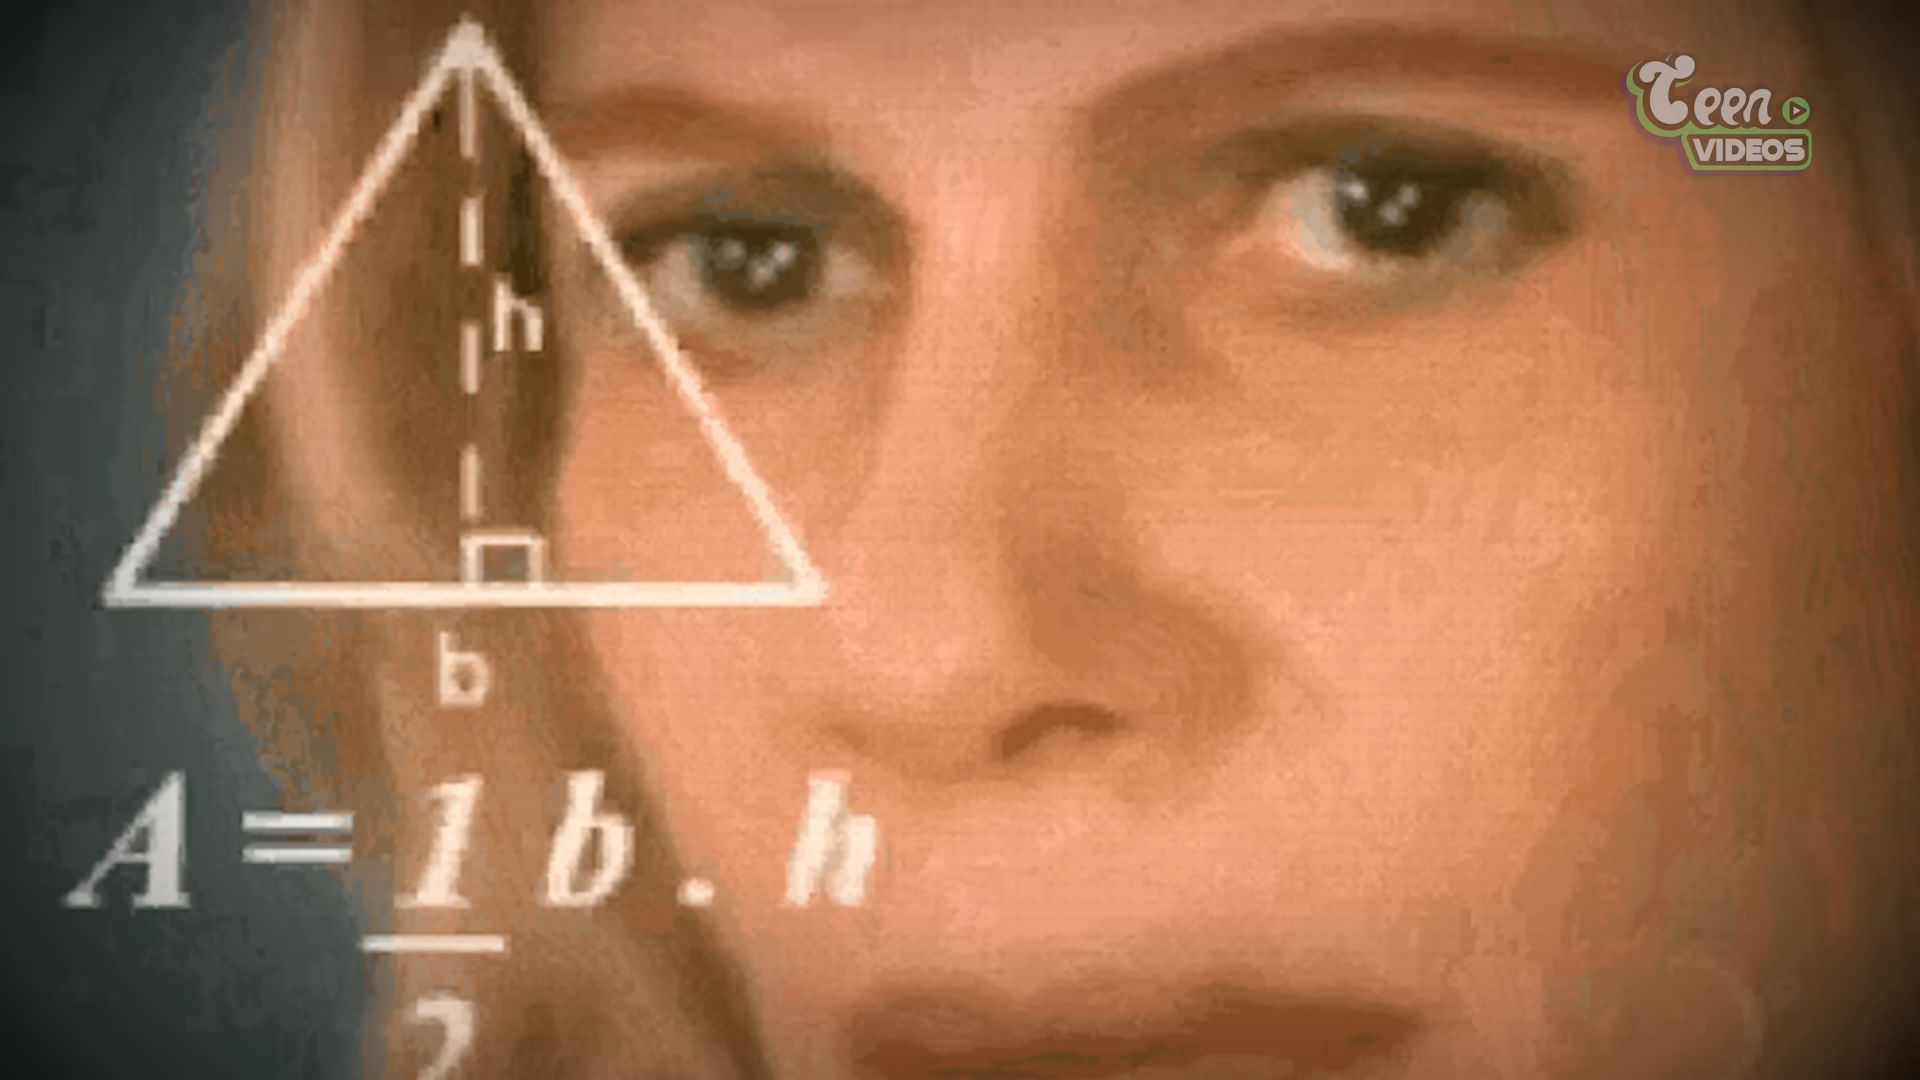 Teen
VIDEOS
h
b
A = 1 b . h
2